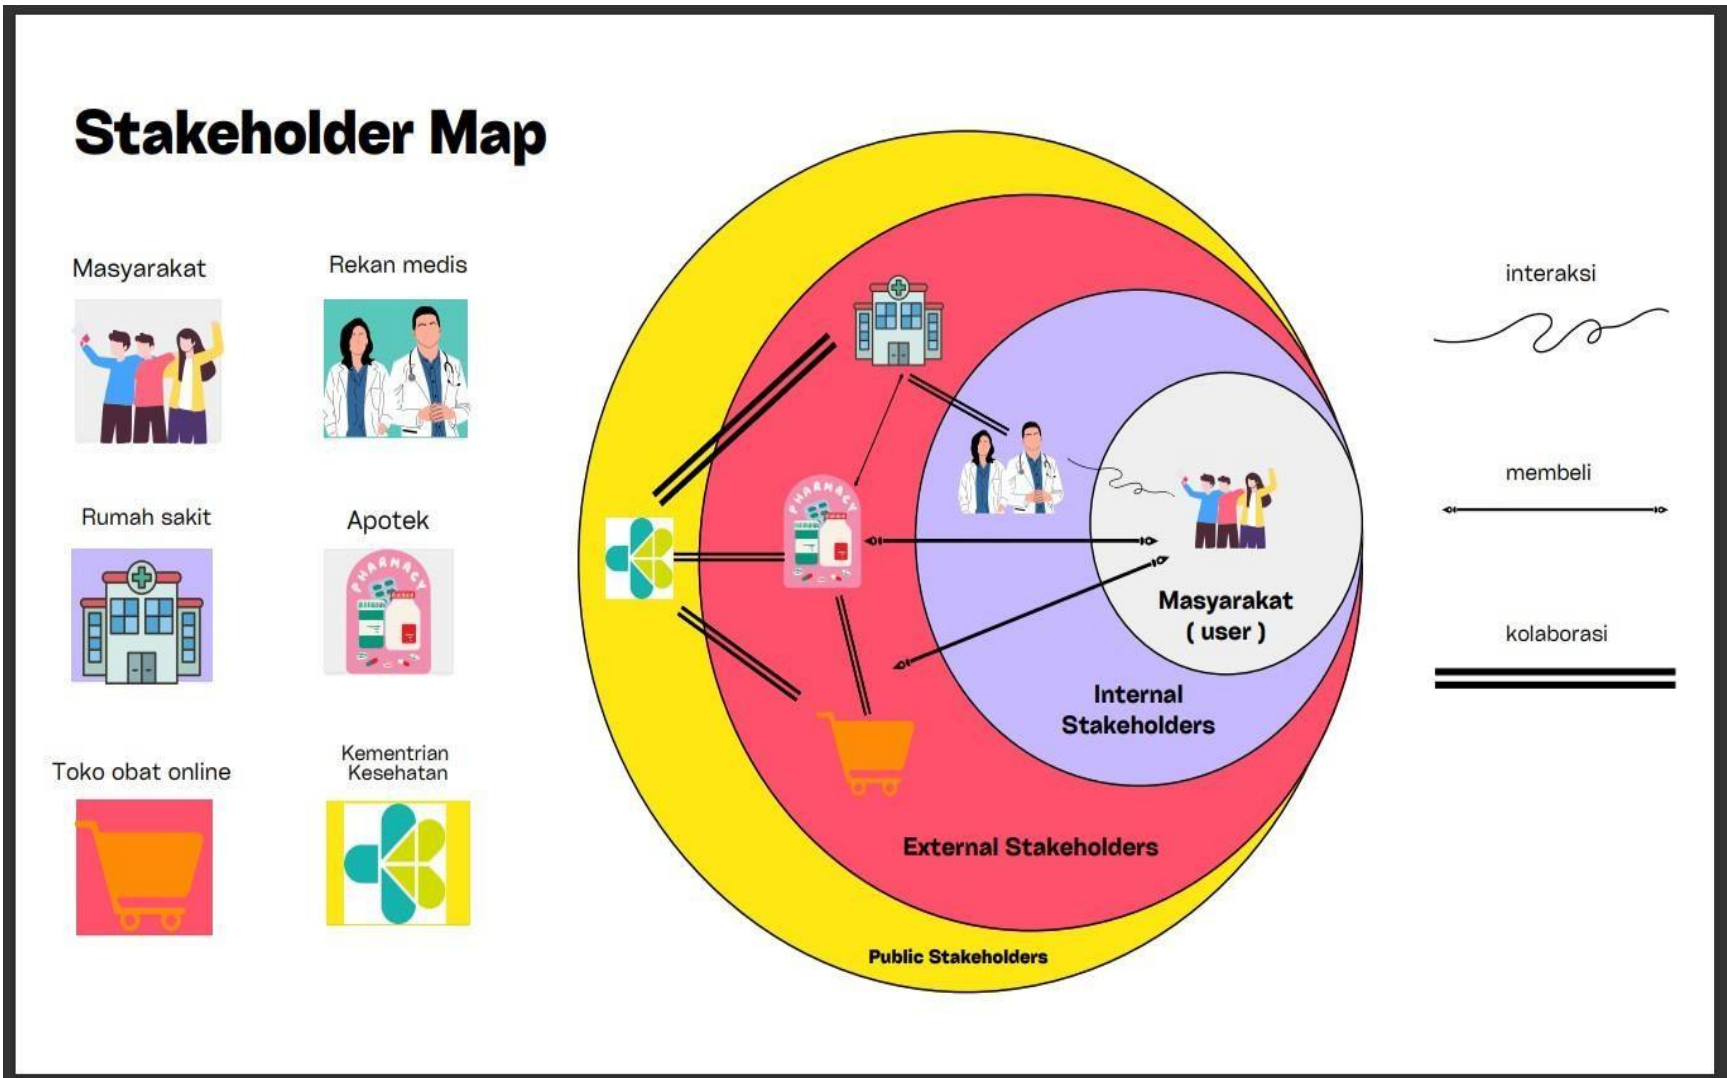 Stakeholder Map
Masyarakat
Rekan medis
Rumah sakit
Apotek
PHARMACY
Toko obat online
Kementrian
Kesehatan
PHARMACY
Masyarakat
( user )
Internal
Stakeholders
External Stakeholders
Public Stakeholders
interaksi
membeli
kolaborasi